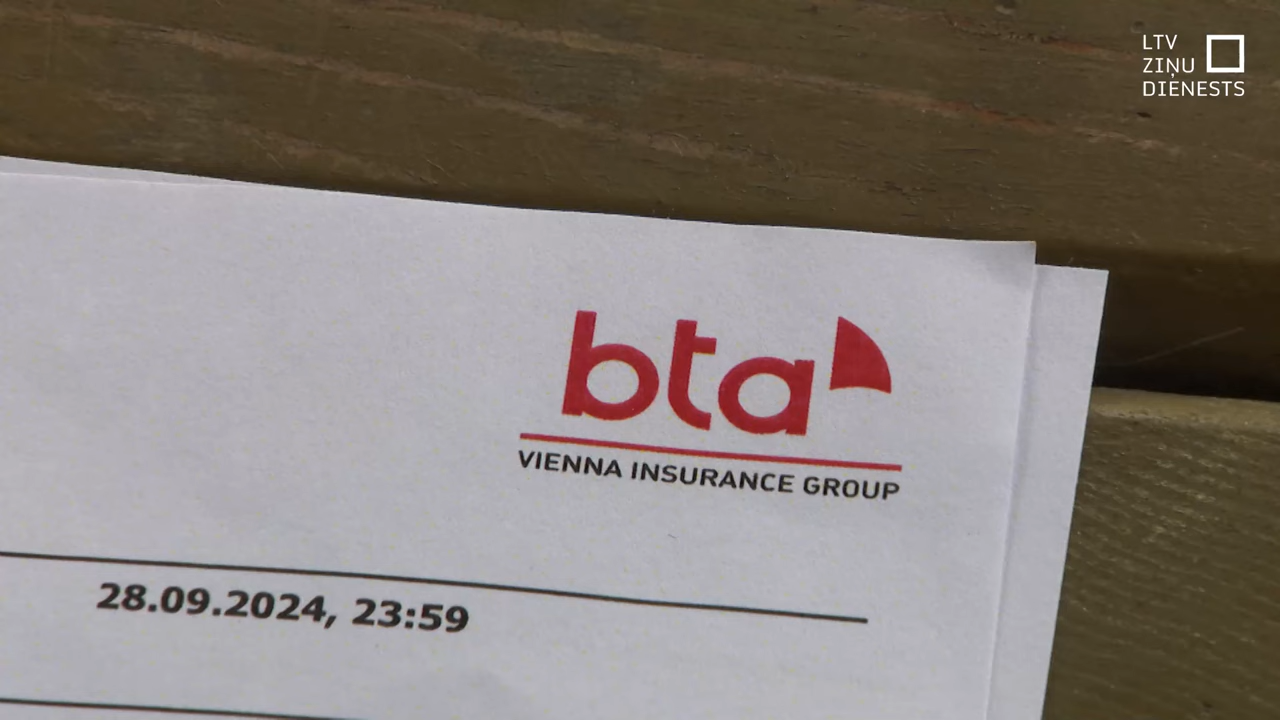 LTV
ZIŅU
DIENESTS
bta
VIENNA INSURANCE GROUP
28.09.2024, 23:59